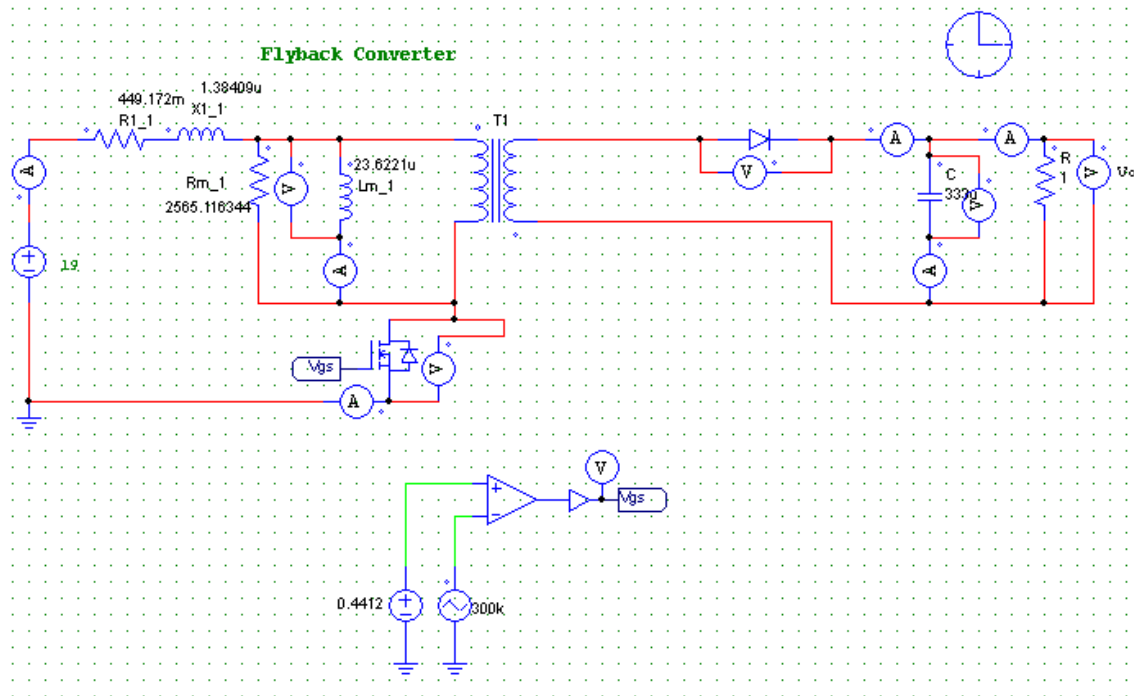 Flyback Converter
1.38409u
449.172m
X1_1
R1_1
T1
A
A
A
V
23.6221u
Rm_1
Lm_1
2565.116344
V
C
333u
V
R
1
V
A
19
A
A
Vgs
V
A
V
Vgs
0.4412
300k